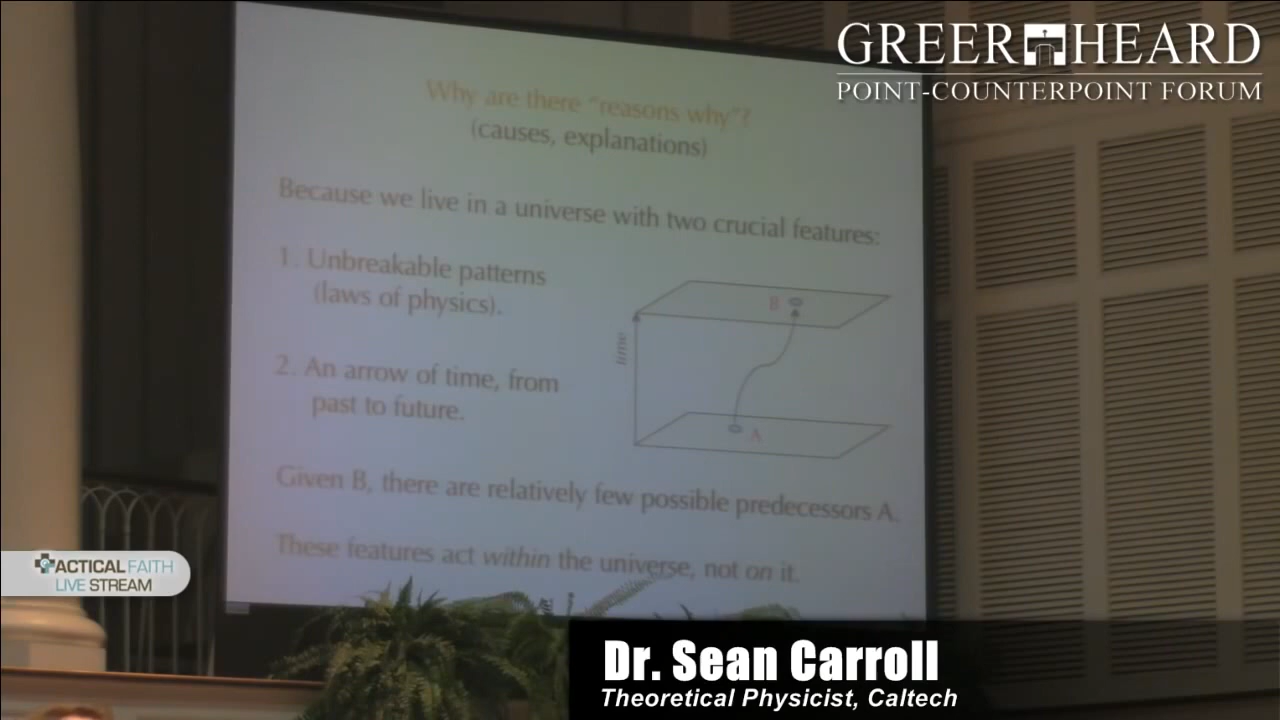 GREER HEARD
POINT-COUNTERPOINT FORUM
Why are there "reasons why"?
(causes, explanations)
Because we live in a universe with two crucial features:
1. Unbreakable patterns
(laws of physics).
2. An arrow of time, from
past to future.
time
B
A
Given B, there are relatively few possible predecessors A.
These features act within the universe, not on it.
TACTICAL FAITH
LIVE STREAM
Dr. Sean Carroll
Theoretical Physicist, Caltech